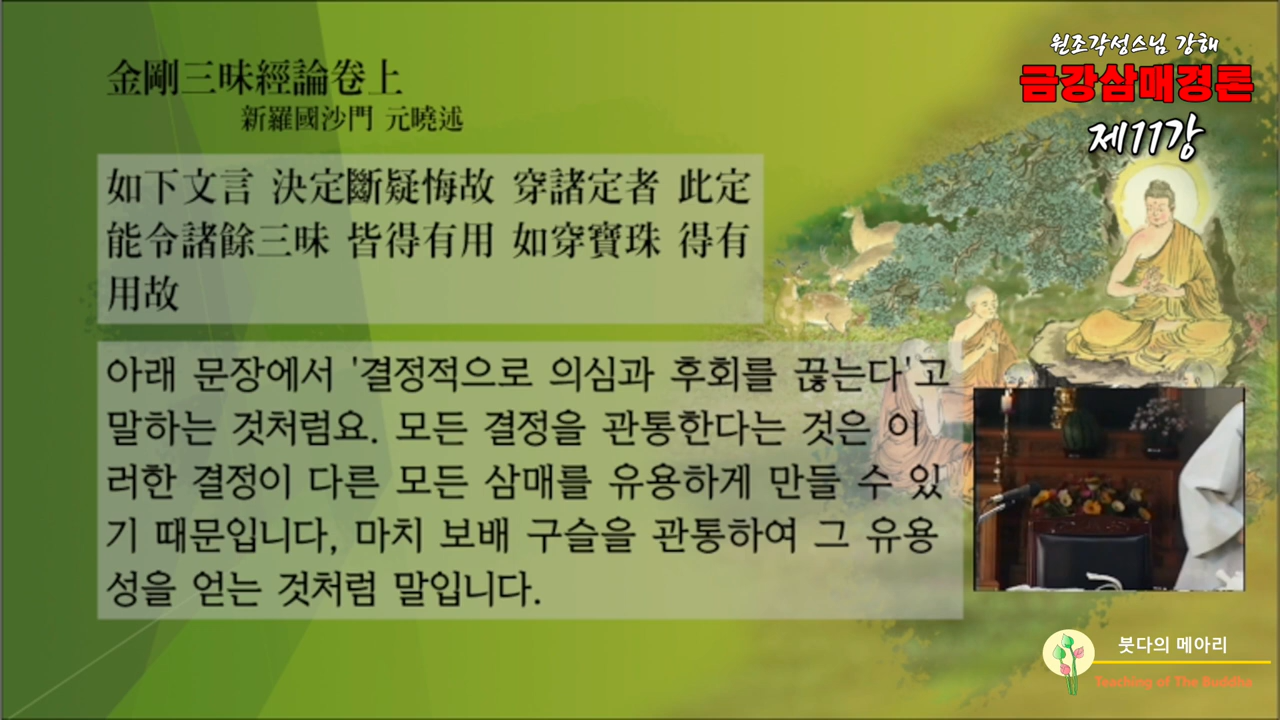 金剛三昧經論卷上
新羅國沙門 元曉述
如下文言 決定斷疑悔故 穿諸定者 此定
能令諸餘三昧 皆得有用 如穿寶珠 得有
用故
아래 문장에서 '결정적으로 의심과 후회를 끊는다'고
말하는 것처럼요. 모든 결정을 관통한다는 것은 이
러한 결정이 다른 모든 삼매를 유용하게 만들 수 있
기 때문입니다, 마치 보배 구슬을 관통하여 그 유용
성을 얻는 것처럼 말입니다.
원조각성스님 강해
금강삼매경론
제11강
붓다의 메아리
Teaching of The Buddha